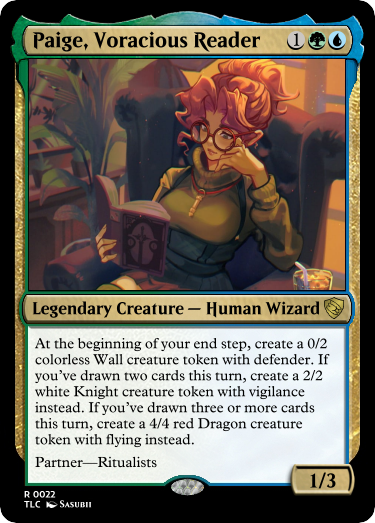 Paige, Voracious Reader 1
Legendary Creature — Human Wizard
At the beginning of your end step, create a 0/2
colorless Wall creature token with defender. If
you've drawn two cards this turn, create a 2/2
white Knight creature token with vigilance
instead. If you've drawn three or more cards
this turn, create a 4/4 red Dragon creature
token with flying instead.
Partner—Ritualists
1/3
R 0022
TLC Sasubii